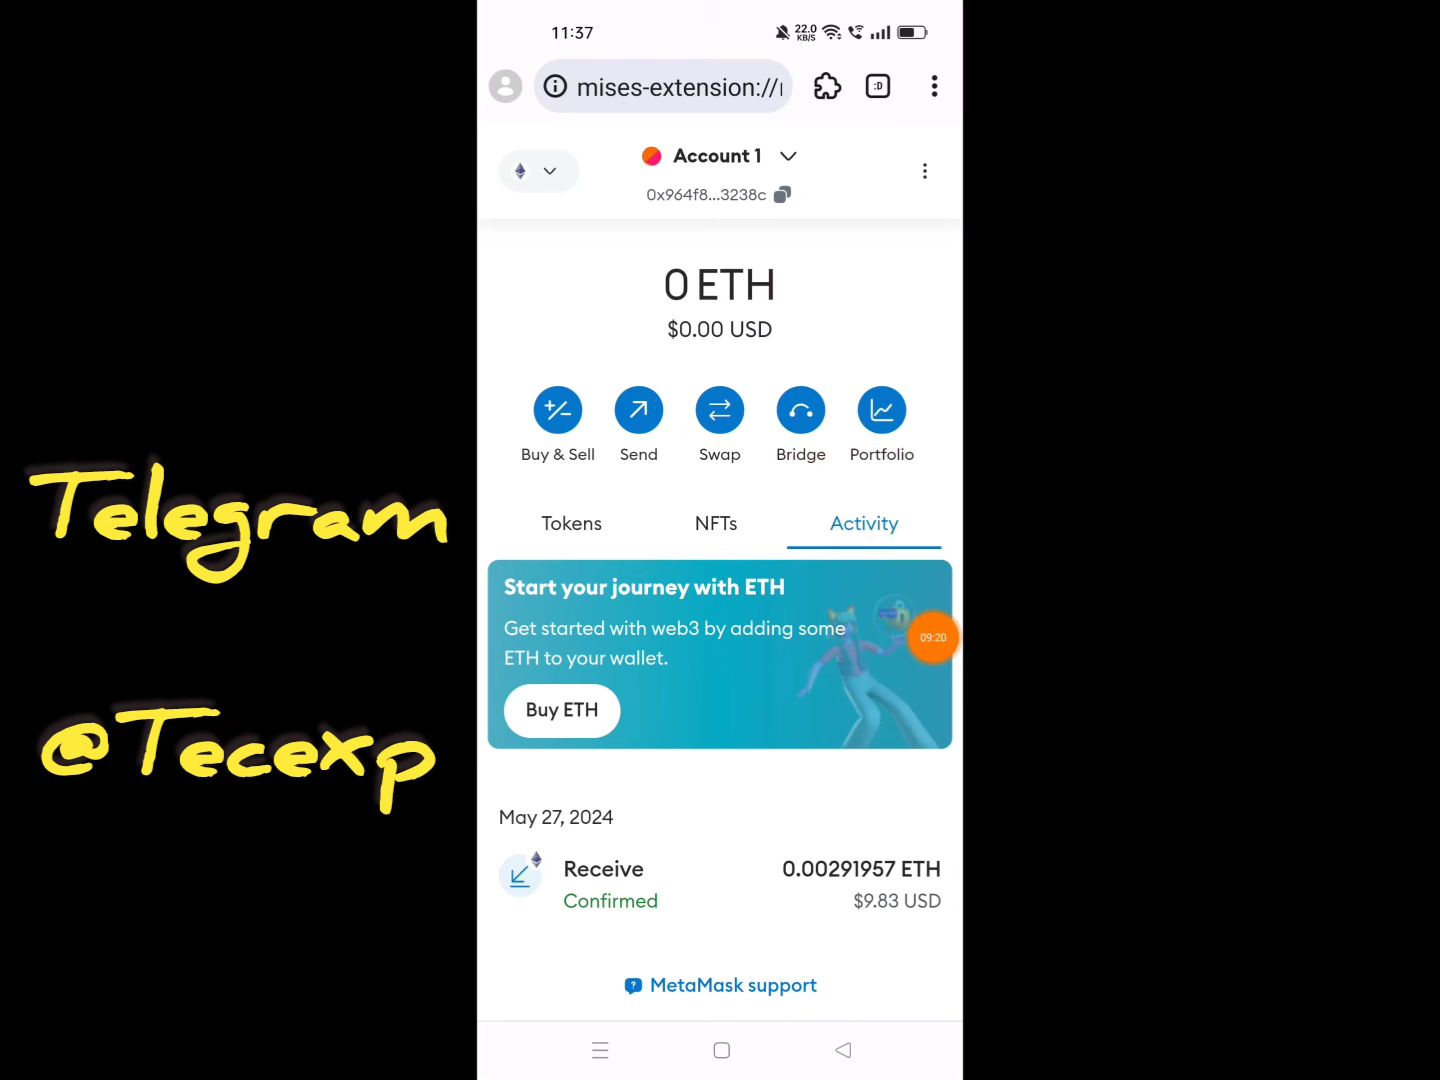 11:37
22.0
KB/S
mises-extension://
:D
Account 1
0x964f8...3238c
0 ETH
$0.00 USD
Buy & Sell
Send
Swap
Bridge
Portfolio
Tokens
NFTs
Activity
Start your journey with ETH
Get started with web3 by adding some
ETH to your wallet.
Buy ETH
09:20
Telegram
@Tecexp
May 27, 2024
Receive
0.00291957 ETH
Confirmed
$9.83 USD
MetaMask support